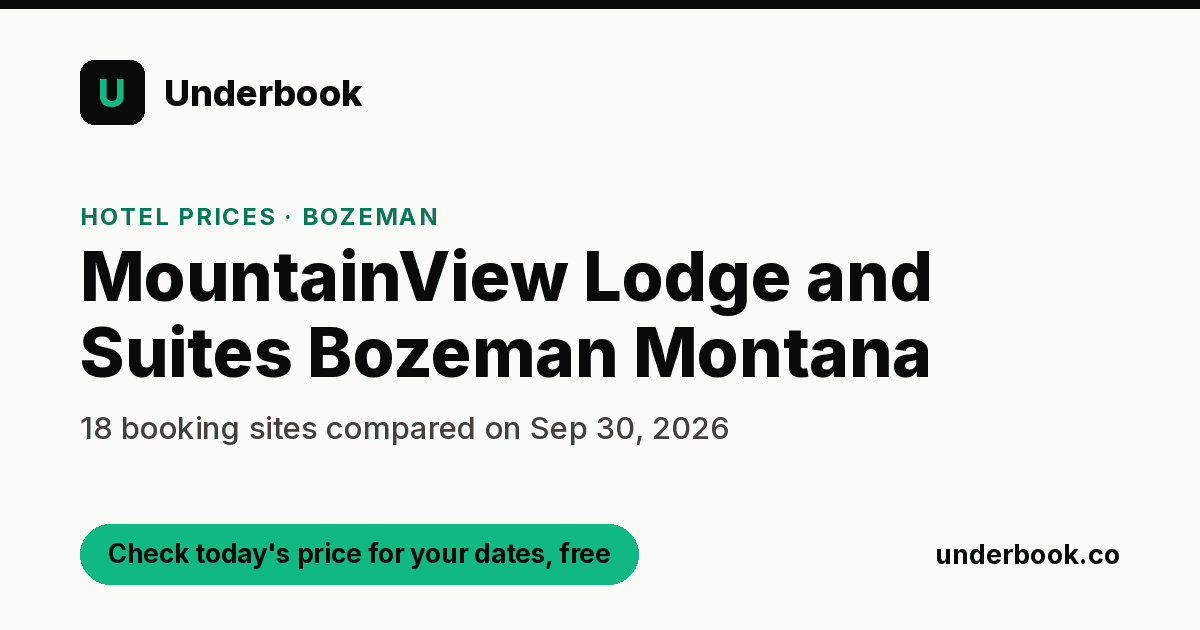 U Underbook
HOTEL PRICES · BOZEMAN
MountainView Lodge and
Suites Bozeman Montana
18 booking sites compared on Sep 30, 2026
Check today's price for your dates, free
underbook.co